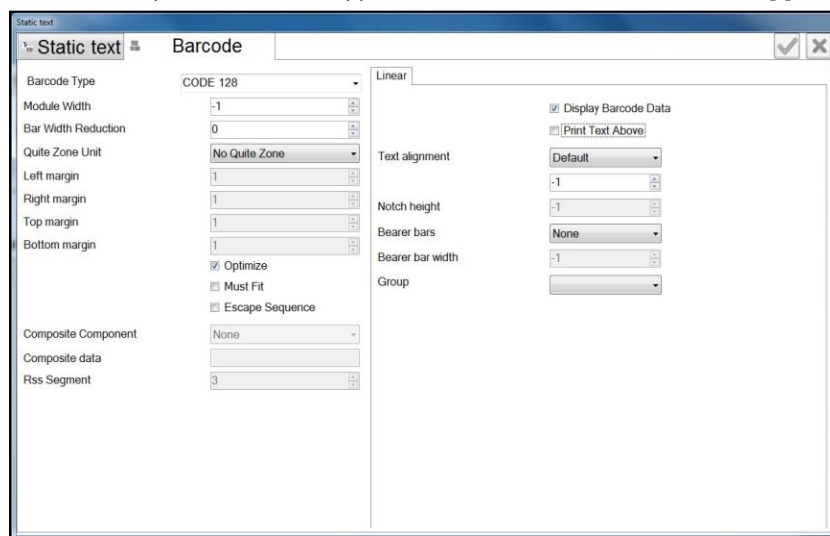 Static text
Static text Barcode
Barcode Type CODE 128
Module Width -1
Bar Width Reduction 0
Quite Zone Unit No Quite Zone
Left margin 1
Right margin 1
Top margin 1
Bottom margin 1
Optimize
Must Fit
Escape Sequence
Composite Component None
Composite data
Rss Segment 3
Linear
Display Barcode Data
Print Text Above
Text alignment Default
-1
Notch height -1
Bearer bars None
Bearer bar width -1
Group